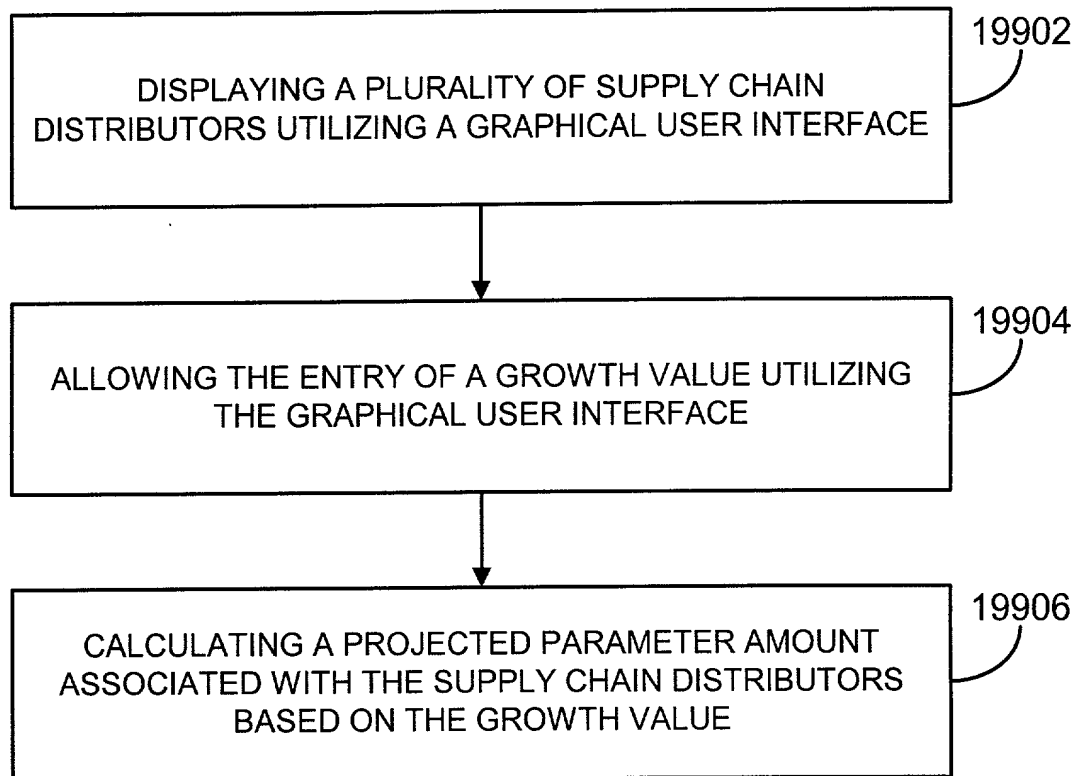 19902
DISPLAYING A PLURALITY OF SUPPLY CHAIN
DISTRIBUTORS UTILIZING A GRAPHICAL USER INTERFACE
19904
ALLOWING THE ENTRY OF A GROWTH VALUE UTILIZING
THE GRAPHICAL USER INTERFACE
19906
CALCULATING A PROJECTED PARAMETER AMOUNT
ASSOCIATED WITH THE SUPPLY CHAIN DISTRIBUTORS
BASED ON THE GROWTH VALUE